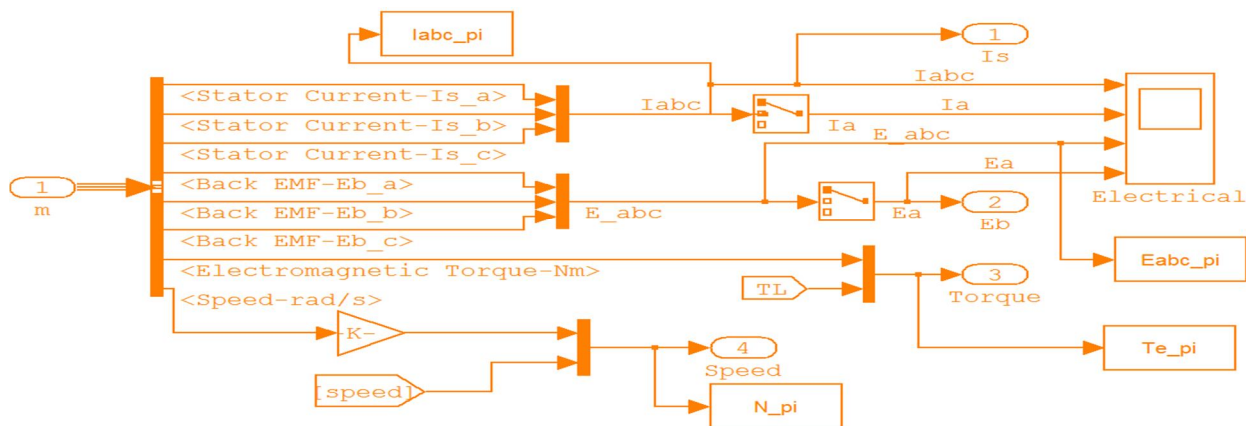 Iabc_pi
1
Is
Iabc
<Stator Current-Is_a>
Iabc
Ia
<Stator Current-Is_b>
Ia
E_abc
<Stator Current-Is_c>
Ea
1
m
<Back EMF-Eb_a>
Electrical
<Back EMF-Eb_b>
E_abc
Ea
2
Eb
<Back EMF-Eb_c>
Eabc_pi
<Electromagnetic Torque-Nm>
TL
3
Torque
<Speed-rad/s>
-K-
4
Speed
Te_pi
[speed]
N_pi